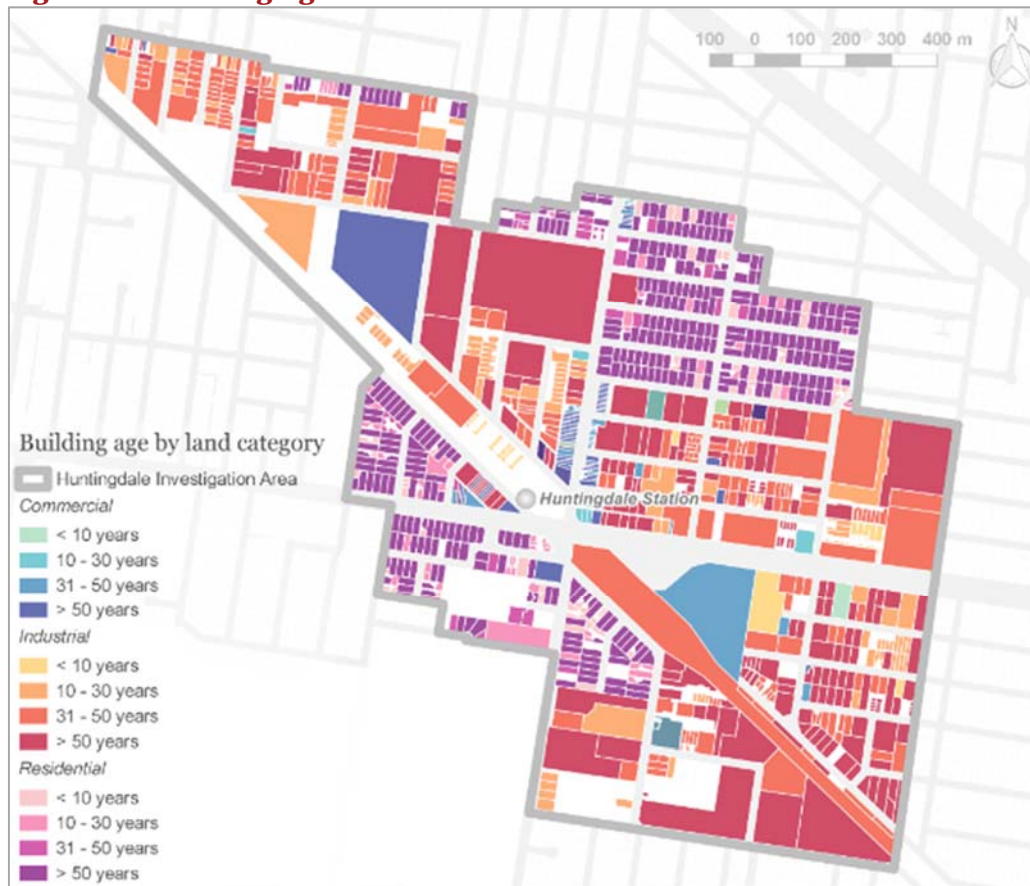 100 0 100 200 300 400 m
N
Building age by land category
Huntingdale Investigation Area
Commercial
< 10 years
10 - 30 years
31 - 50 years
> 50 years
Industrial
< 10 years
10 - 30 years
31 - 50 years
> 50 years
Residential
< 10 years
10 - 30 years
31 - 50 years
> 50 years
Huntingdale Station